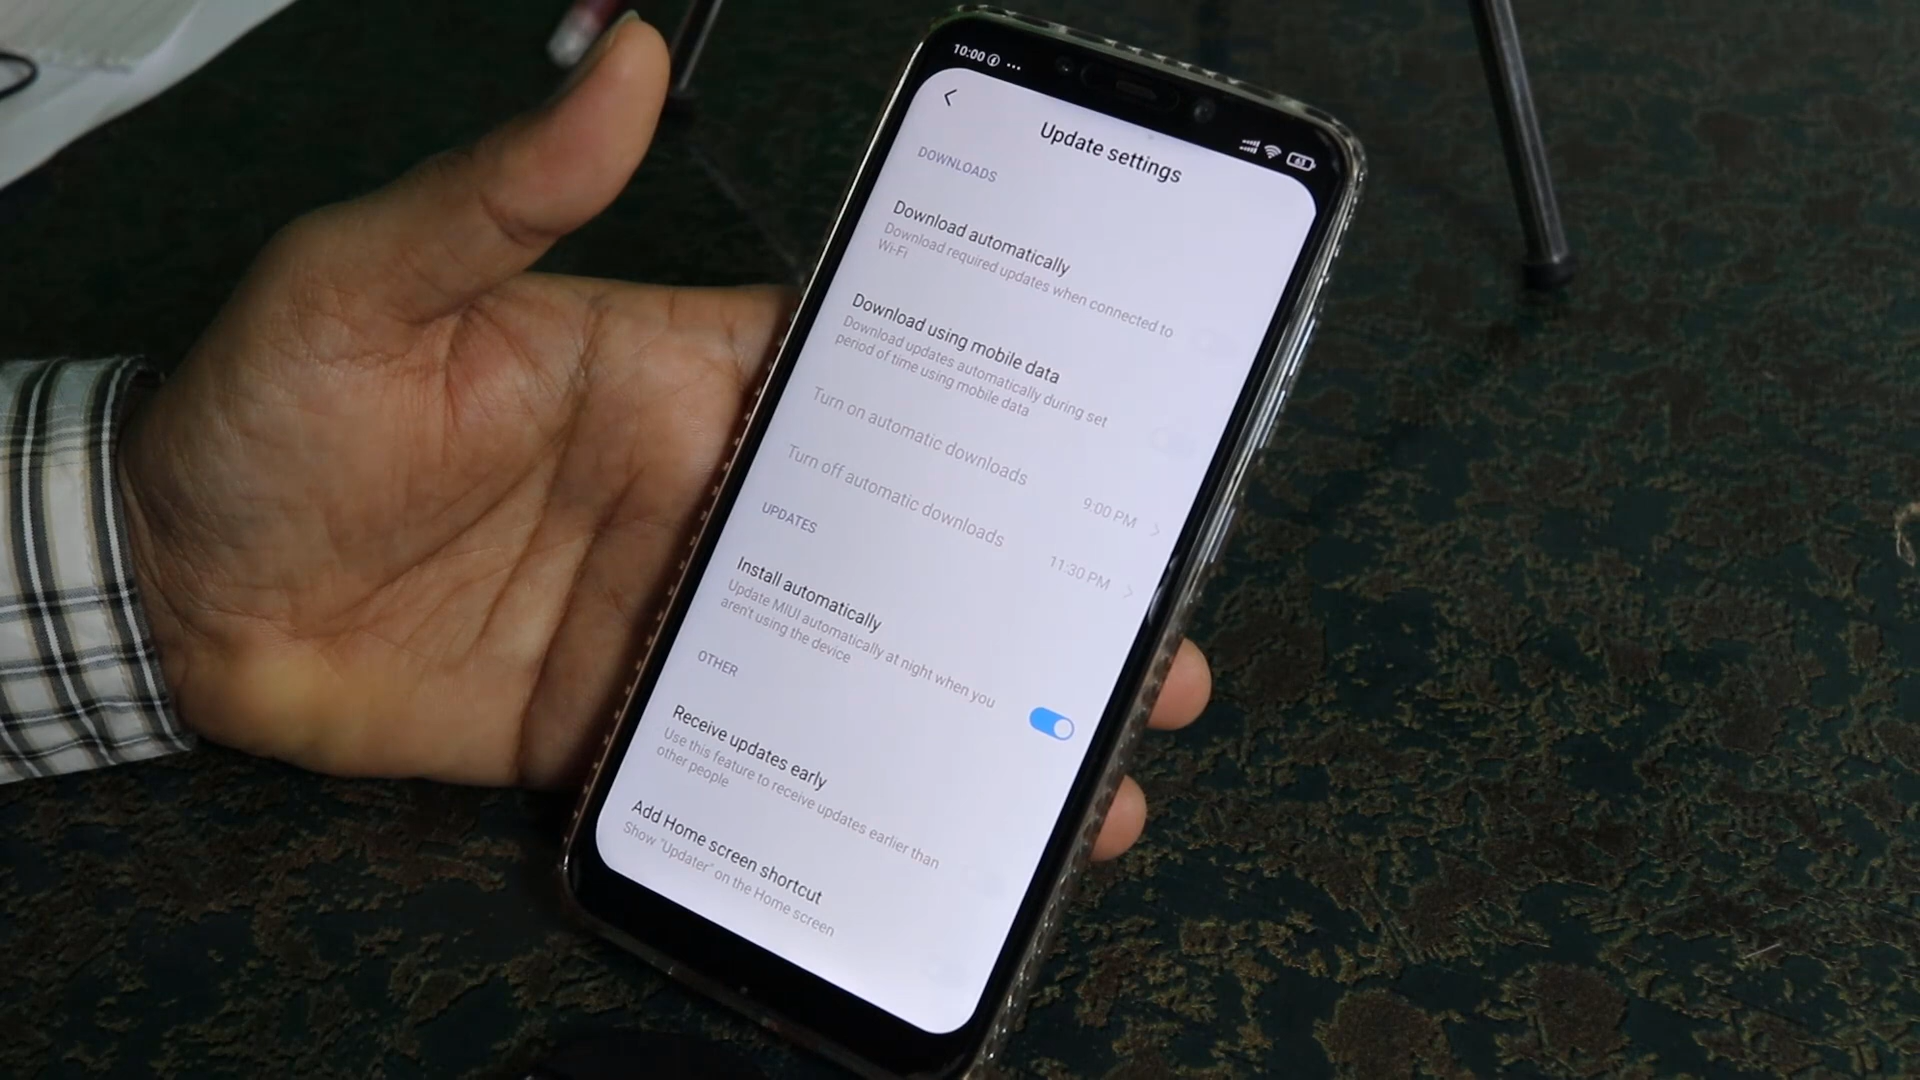 10:00
63
Update settings
DOWNLOADS
Download automatically
Download required updates when connected to
Wi-Fi
Download using mobile data
Download updates automatically during set
period of time using mobile data
Turn on automatic downloads
9:00 PM
Turn off automatic downloads
11:30 PM
UPDATES
Install automatically
Update MIUI automatically at night when you
aren't using the device
OTHER
Receive updates early
Use this feature to receive updates earlier than
other people
Add Home screen shortcut
Show "Updater" on the Home screen